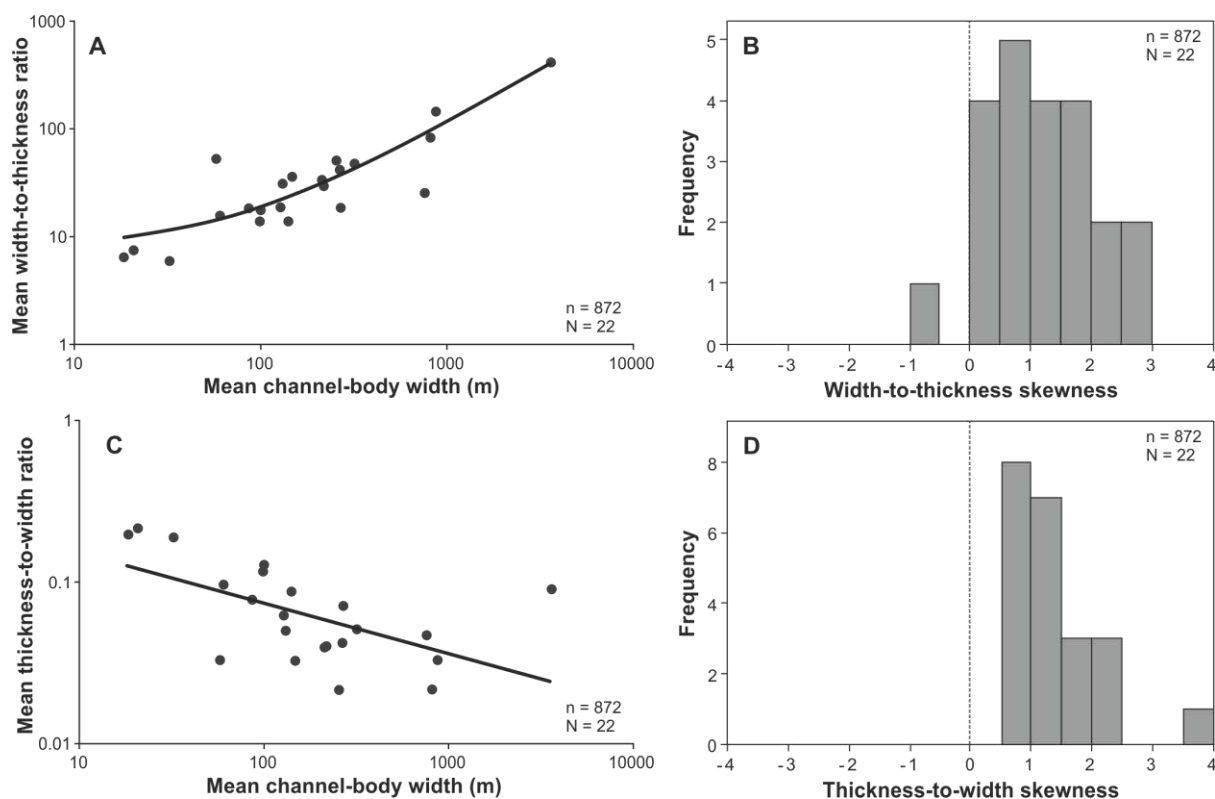 A
Mean width-to-thickness ratio
1000
100
10
1
10
100
1000
10000
Mean channel-body width (m)
n = 872
N = 22
B
Frequency
5
4
3
2
1
0
-4
-3
-2
-1
0
1
2
3
4
Width-to-thickness skewness
n = 872
N = 22
C
Mean thickness-to-width ratio
1
0.1
0.01
10
100
1000
10000
Mean channel-body width (m)
n = 872
N = 22
D
Frequency
8
6
4
2
0
-4
-3
-2
-1
0
1
2
3
4
Thickness-to-width skewness
n = 872
N = 22